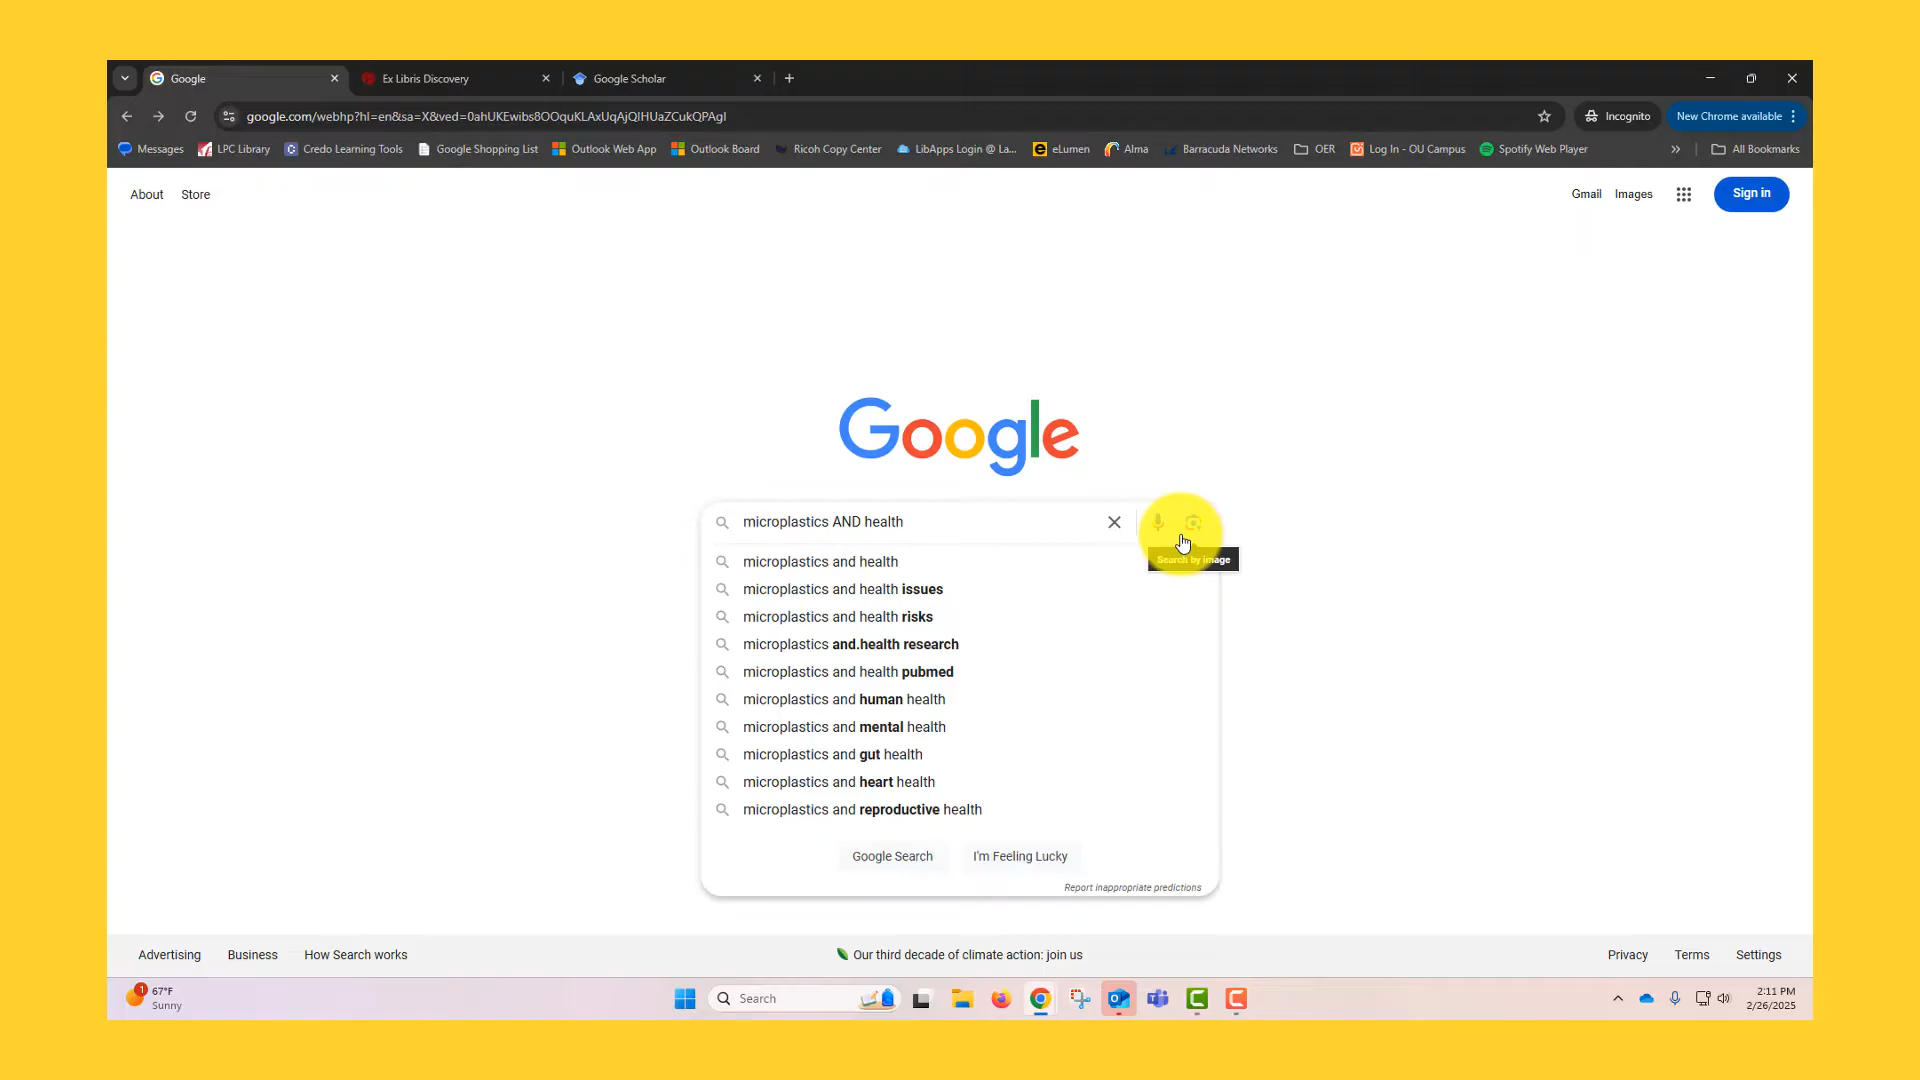 Google
Ex Libris Discovery
Google Scholar
google.com/webhp?hl=en&sa=X&ved=0ahUKEwibs8OOquKLAxUqAjQIHUaZCukQPAgI
Incognito
New Chrome available
Messages
LPC Library
Credo Learning Tools
Google Shopping List
Outlook Web App
Outlook Board
Ricoh Copy Center
LibApps Login @ La...
eLumen
Alma
Barracuda Networks
OER
Log In - OU Campus
Spotify Web Player
All Bookmarks
About
Store
Gmail
Images
Sign in
Google
microplastics AND health
Search by image
microplastics and health
microplastics and health issues
microplastics and health risks
microplastics and.health research
microplastics and health pubmed
microplastics and human health
microplastics and mental health
microplastics and gut health
microplastics and heart health
microplastics and reproductive health
Google Search
I'm Feeling Lucky
Report inappropriate predictions
Advertising
Business
How Search works
Our third decade of climate action: join us
Privacy
Terms
Settings
1
67°F
Sunny
Search
2:11 PM
2/26/2025